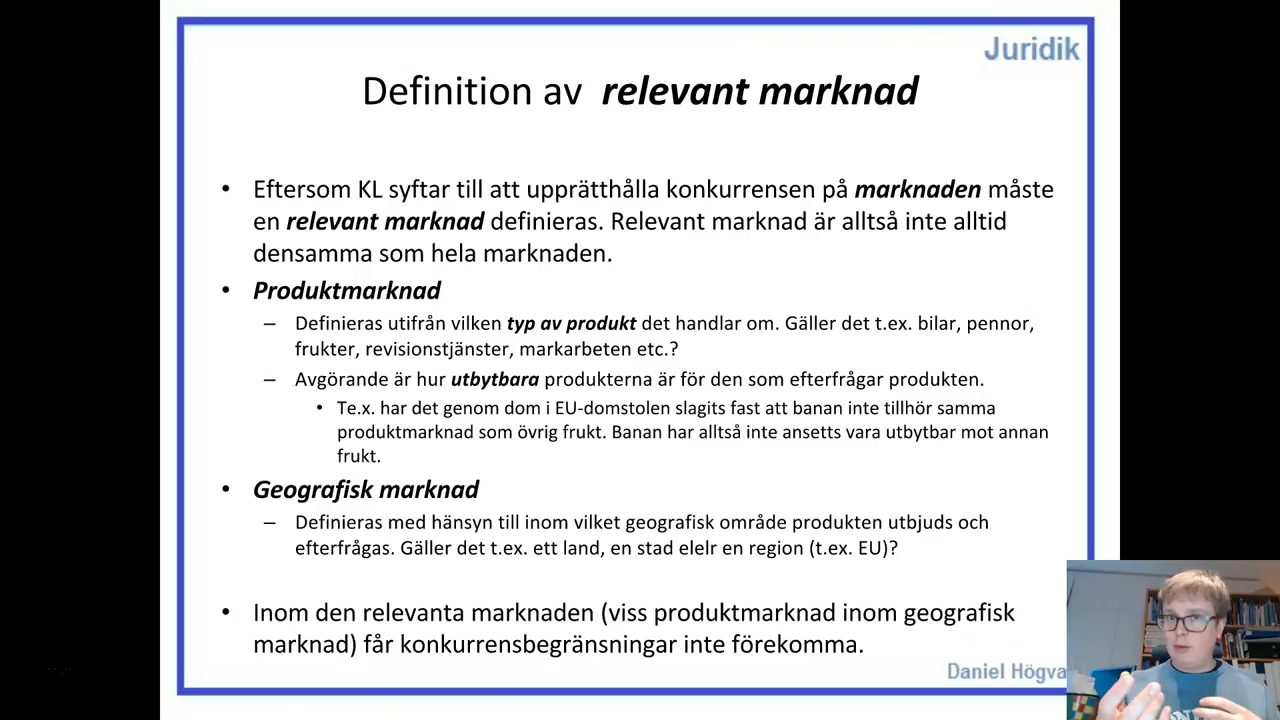 Juridik
Definition av relevant marknad
• Eftersom KL syftar till att upprätthålla konkurrensen på marknaden måste
en relevant marknad definieras. Relevant marknad är alltså inte alltid
densamma som hela marknaden.
• Produktmarknad
– Definieras utifrån vilken typ av produkt det handlar om. Gäller det t.ex. bilar, pennor,
frukter, revisionstjänster, markarbeten etc.?
– Avgörande är hur utbytbara produkterna är för den som efterfrågar produkten.
• Te.x. har det genom dom i EU-domstolen slagits fast att banan inte tillhör samma
produktmarknad som övrig frukt. Banan har alltså inte ansetts vara utbytbar mot annan
frukt.
• Geografisk marknad
– Definieras med hänsyn till inom vilket geografisk område produkten utbjuds och
efterfrågas. Gäller det t.ex. ett land, en stad elelr en region (t.ex. EU)?
• Inom den relevanta marknaden (viss produktmarknad inom geografisk
marknad) får konkurrensbegränsningar inte förekomma.
Daniel Högva